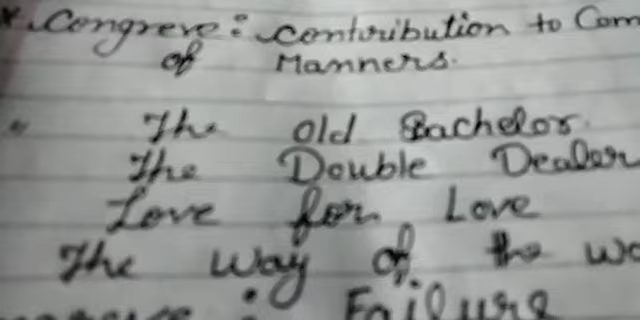 * Congreve: contribution to Com
of Manners.
" The Old Bachelor.
The Double Dealer
Love for Love
The Way of the wo
: Failure